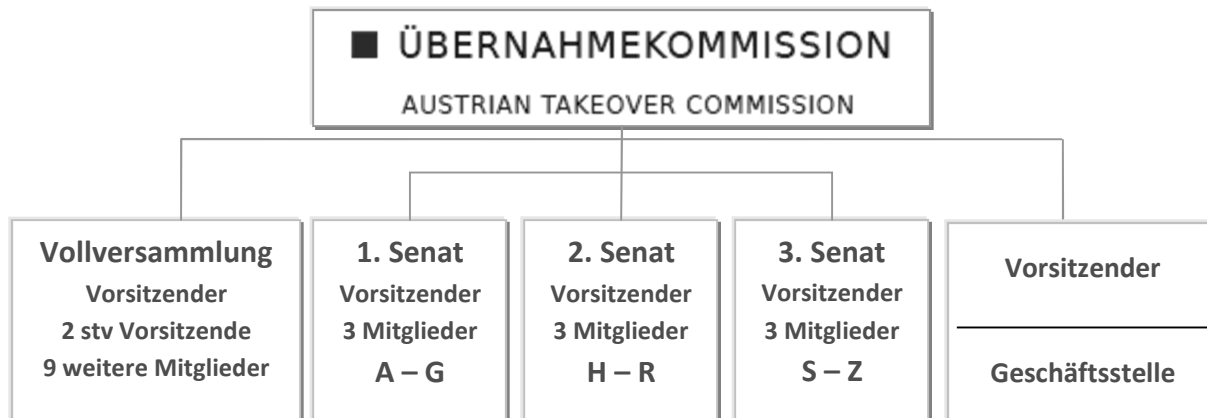 ■ ÜBERNAHMEKOMMISSION
AUSTRIAN TAKEOVER COMMISSION
Vollversammlung
Vorsitzender
2 stv Vorsitzende
9 weitere Mitglieder
1. Senat
Vorsitzender
3 Mitglieder
A – G
2. Senat
Vorsitzender
3 Mitglieder
H – R
3. Senat
Vorsitzender
3 Mitglieder
S – Z
Vorsitzender
Geschäftsstelle